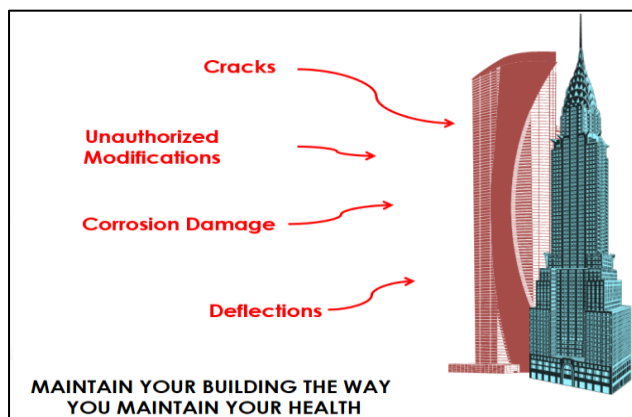 Cracks
Unauthorized
Modifications
Corrosion Damage
Deflections
MAINTAIN YOUR BUILDING THE WAY
YOU MAINTAIN YOUR HEALTH